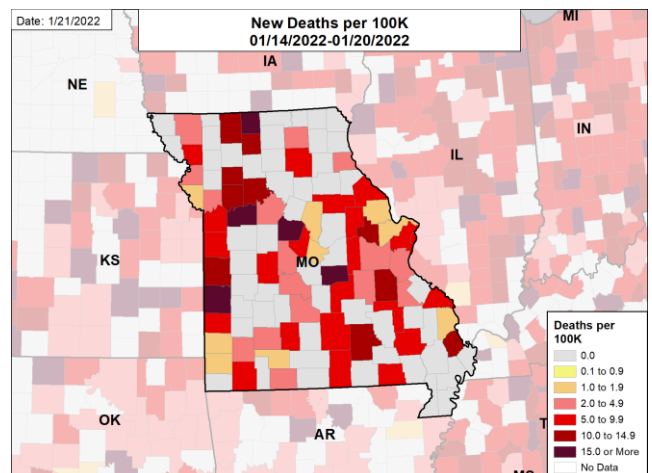 Date: 1/21/2022
New Deaths per 100K
01/14/2022-01/20/2022
MI
IA
NE
IN
IL
KS
MO
Deaths per
100K
0.0
0.1 to 0.9
1.0 to 1.9
2.0 to 4.9
5.0 to 9.9
10.0 to 14.9
15.0 or More
No Data
OK
AR
MS